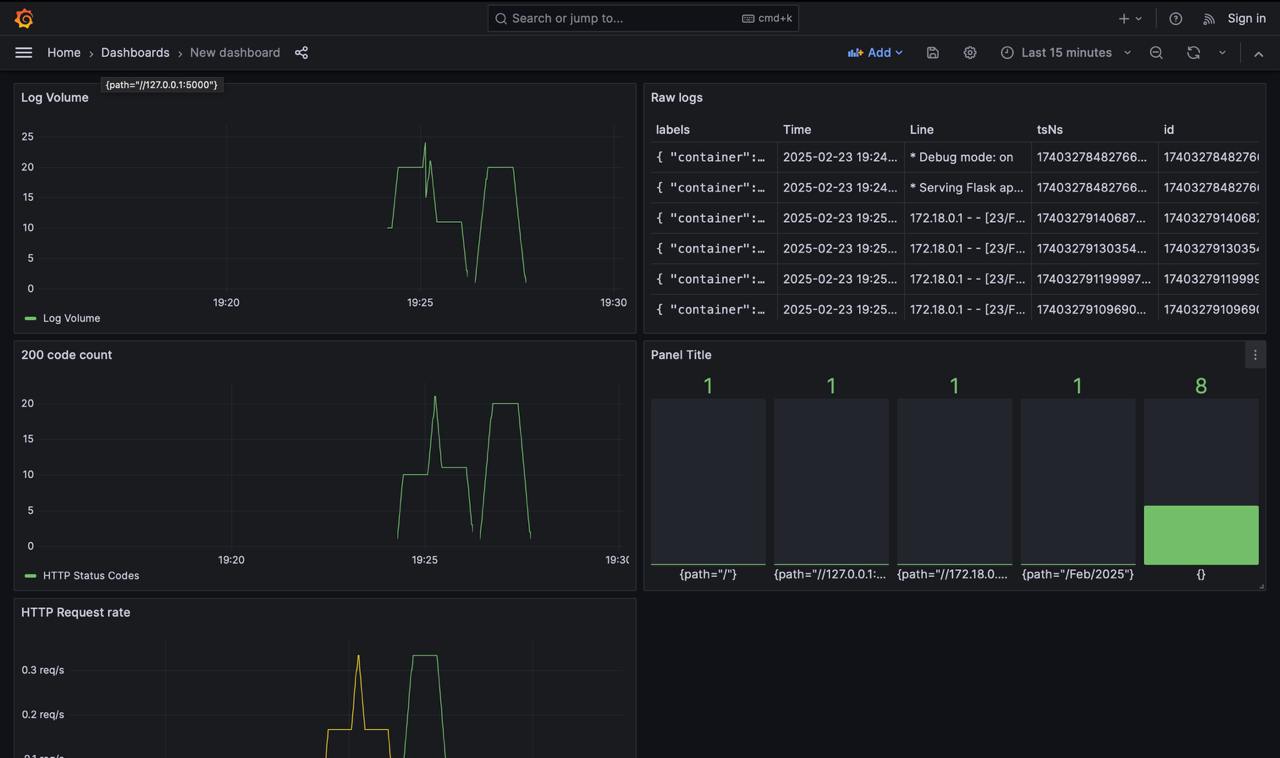 Search or jump to... cmd+k Sign in
Home › Dashboards › New dashboard Add Last 15 minutes
{path="//127.0.0.1:5000"}
Log Volume
25
20
15
10
5
0
19:20 19:25 19:30
Log Volume
Raw logs
labels Time Line tsNs id
{ "container":... 2025-02-23 19:24... * Debug mode: on 17403278482766... 1740327848276
{ "container":... 2025-02-23 19:24... * Serving Flask ap... 17403278482766... 1740327848276
{ "container":... 2025-02-23 19:25... 172.18.0.1 - - [23/F... 17403279140687... 1740327914068
{ "container":... 2025-02-23 19:25... 172.18.0.1 - - [23/F... 17403279130354... 1740327913035
{ "container":... 2025-02-23 19:25... 172.18.0.1 - - [23/F... 174032791199997... 17403279119999
{ "container":... 2025-02-23 19:25... 172.18.0.1 - - [23/F... 17403279109690... 1740327910969
200 code count
20
15
10
5
0
19:20 19:25 19:30
HTTP Status Codes
Panel Title
1 1 1 1 8
{path="/"} {path="//127.0.0.1:... {path="//172.18.0.... {path="/Feb/2025"} {}
HTTP Request rate
0.3 req/s
0.2 req/s